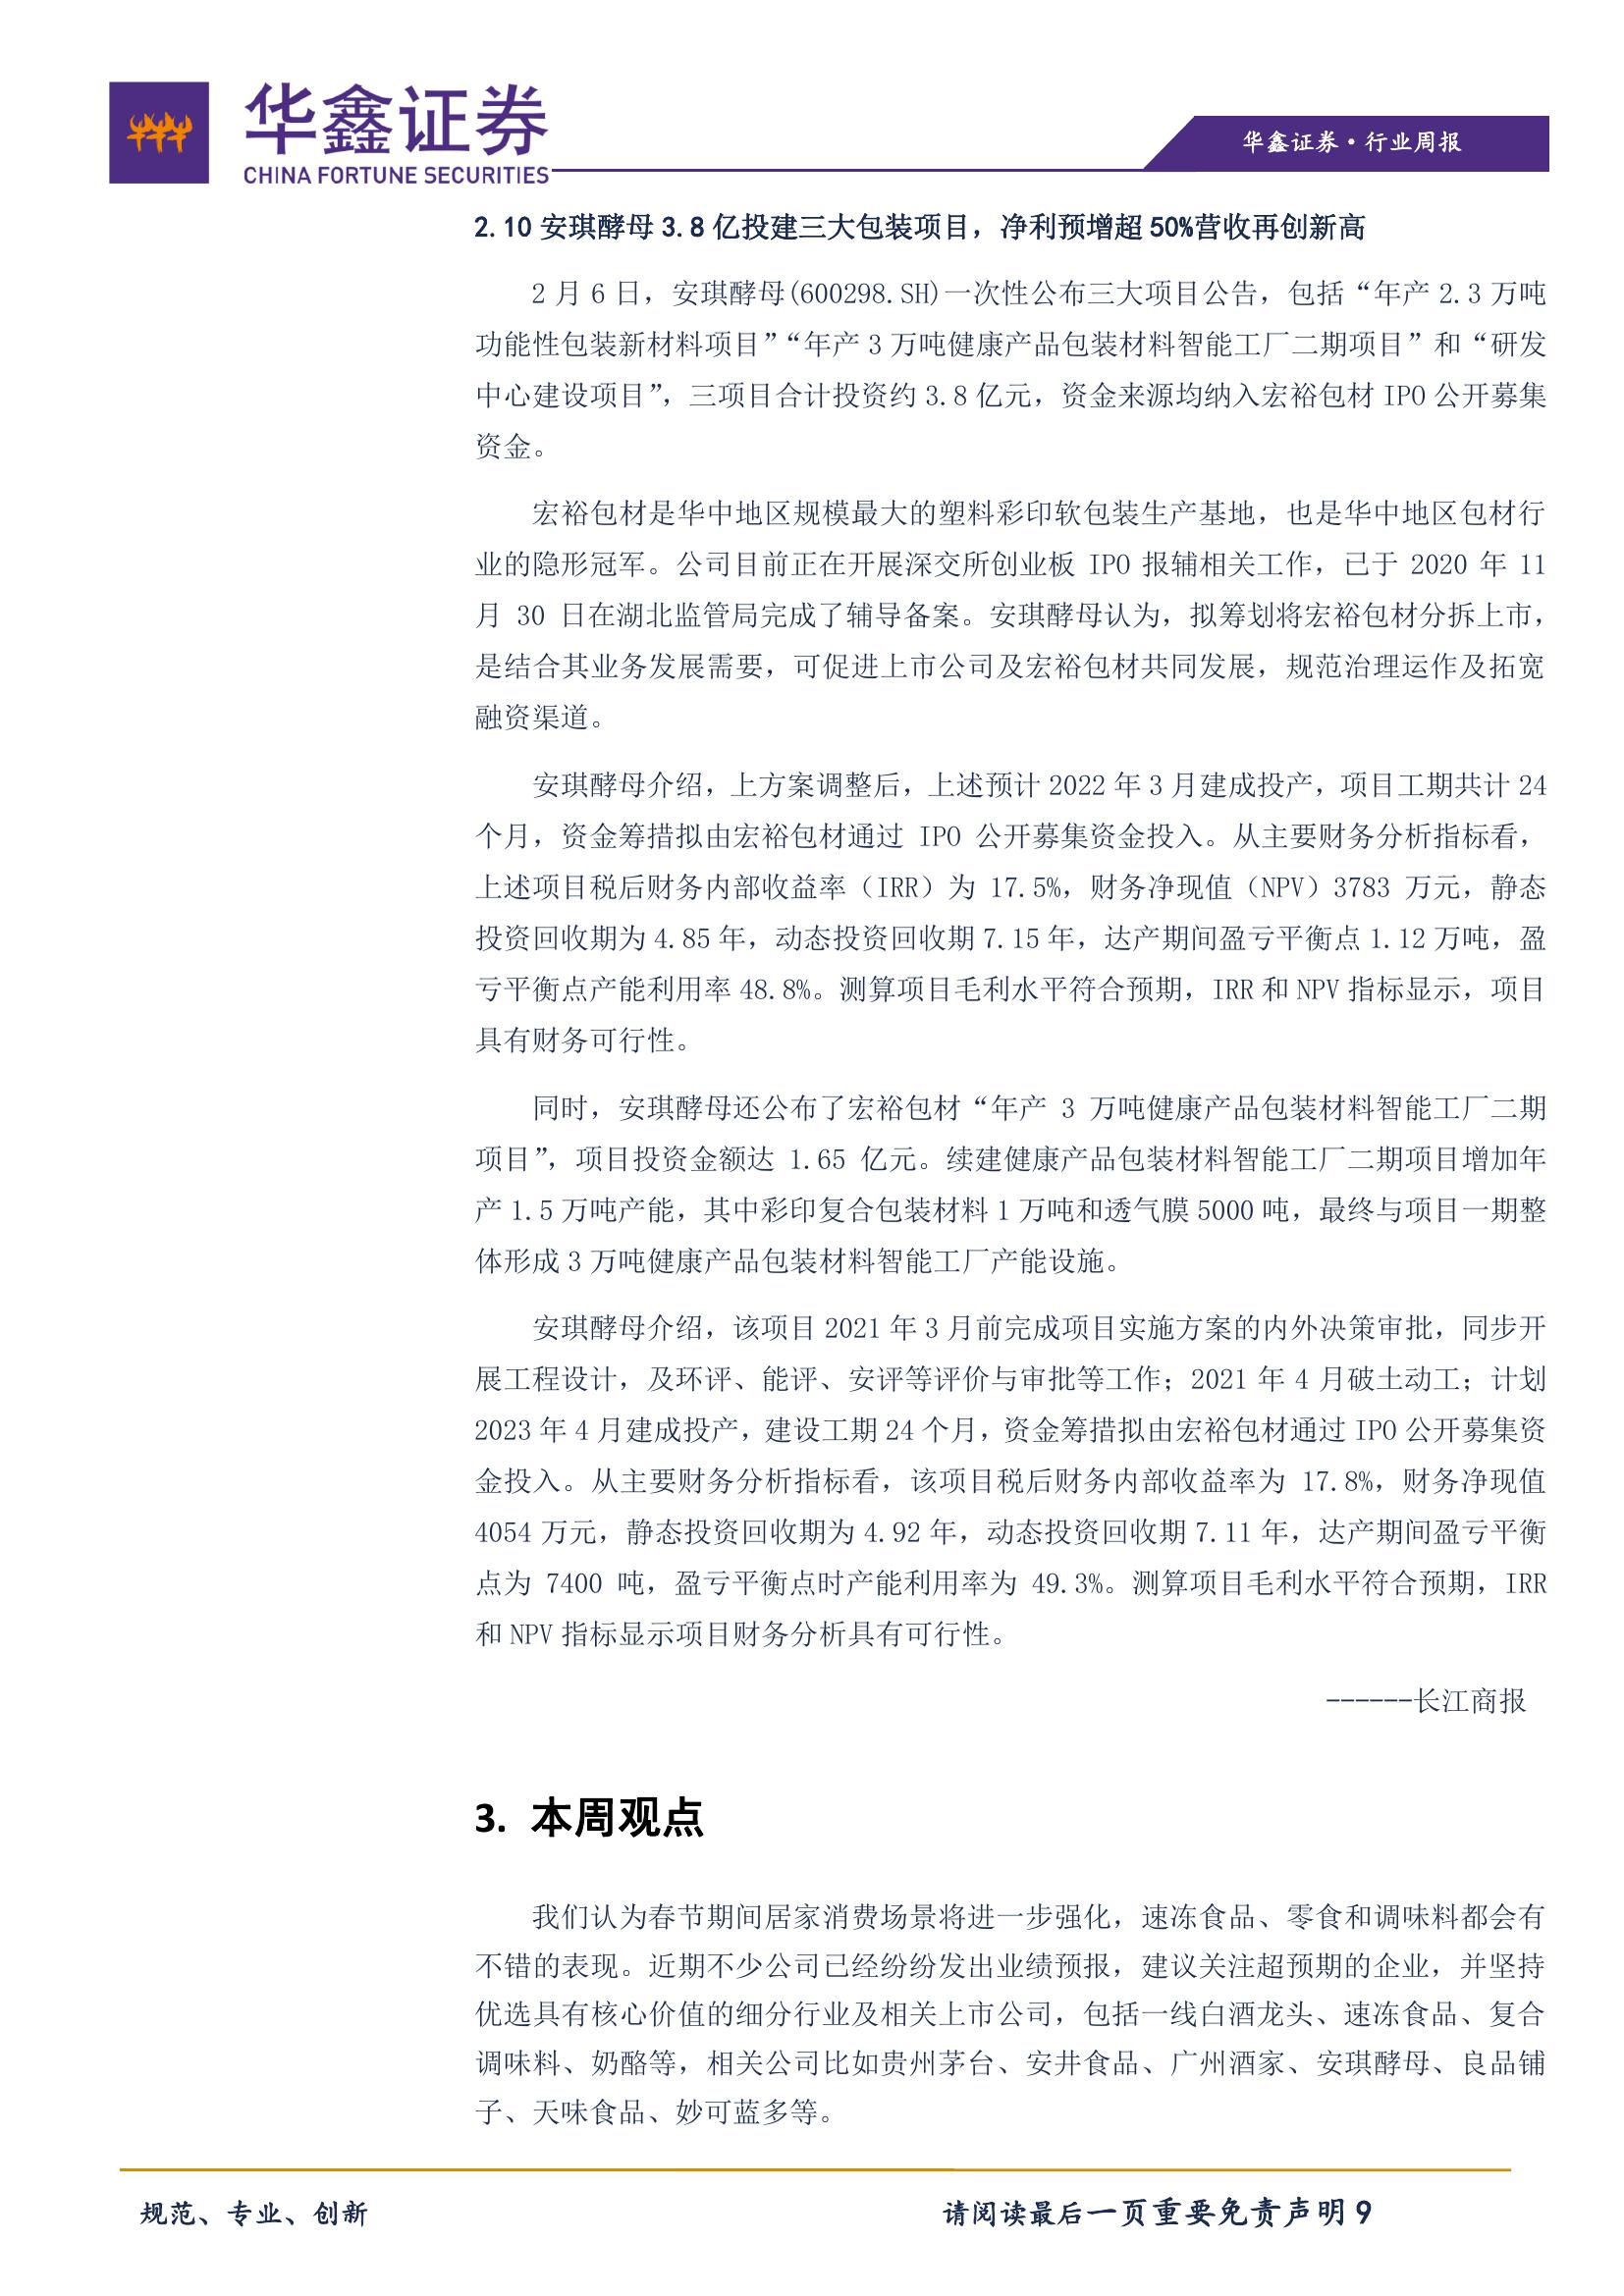 华鑫证券
CHINA FORTUNE SECURITIES
华鑫证券·行业周报
2.10 安琪酵母 3.8 亿投建三大包装项目，净利预增超 50%营收再创新高
2 月 6 日，安琪酵母(600298.SH)一次性公布三大项目公告，包括“年产 2.3 万吨
功能性包装新材料项目”“年产 3 万吨健康产品包装材料智能工厂二期项目”和“研发
中心建设项目”，三项目合计投资约 3.8 亿元，资金来源均纳入宏裕包材 IPO 公开募集
资金。
宏裕包材是华中地区规模最大的塑料彩印软包装生产基地，也是华中地区包材行
业的隐形冠军。公司目前正在开展深交所创业板 IPO 报辅相关工作，已于 2020 年 11
月 30 日在湖北监管局完成了辅导备案。安琪酵母认为，拟筹划将宏裕包材分拆上市，
是结合其业务发展需要，可促进上市公司及宏裕包材共同发展，规范治理运作及拓宽
融资渠道。
安琪酵母介绍，上方案调整后，上述预计 2022 年 3 月建成投产，项目工期共计 24
个月，资金筹措拟由宏裕包材通过 IPO 公开募集资金投入。从主要财务分析指标看，
上述项目税后财务内部收益率（IRR）为 17.5%，财务净现值（NPV）3783 万元，静态
投资回收期为 4.85 年，动态投资回收期 7.15 年，达产期间盈亏平衡点 1.12 万吨，盈
亏平衡点产能利用率 48.8%。测算项目毛利水平符合预期，IRR 和 NPV 指标显示，项目
具有财务可行性。
同时，安琪酵母还公布了宏裕包材“年产 3 万吨健康产品包装材料智能工厂二期
项目”，项目投资金额达 1.65 亿元。续建健康产品包装材料智能工厂二期项目增加年
产 1.5 万吨产能，其中彩印复合包装材料 1 万吨和透气膜 5000 吨，最终与项目一期整
体形成 3 万吨健康产品包装材料智能工厂产能设施。
安琪酵母介绍，该项目 2021 年 3 月前完成项目实施方案的内外决策审批，同步开
展工程设计，及环评、能评、安评等评价与审批等工作；2021 年 4 月破土动工；计划
2023 年 4 月建成投产，建设工期 24 个月，资金筹措拟由宏裕包材通过 IPO 公开募集资
金投入。从主要财务分析指标看，该项目税后财务内部收益率为 17.8%，财务净现值
4054 万元，静态投资回收期为 4.92 年，动态投资回收期 7.11 年，达产期间盈亏平衡
点为 7400 吨，盈亏平衡点时产能利用率为 49.3%。测算项目毛利水平符合预期，IRR
和 NPV 指标显示项目财务分析具有可行性。
------长江商报
3. 本周观点
我们认为春节期间居家消费场景将进一步强化，速冻食品、零食和调味料都会有
不错的表现。近期不少公司已经纷纷发出业绩预报，建议关注超预期的企业，并坚持
优选具有核心价值的细分行业及相关上市公司，包括一线白酒龙头、速冻食品、复合
调味料、奶酪等，相关公司比如贵州茅台、安井食品、广州酒家、安琪酵母、良品铺
子、天味食品、妙可蓝多等。
规范、专业、创新
请阅读最后一页重要免责声明 9